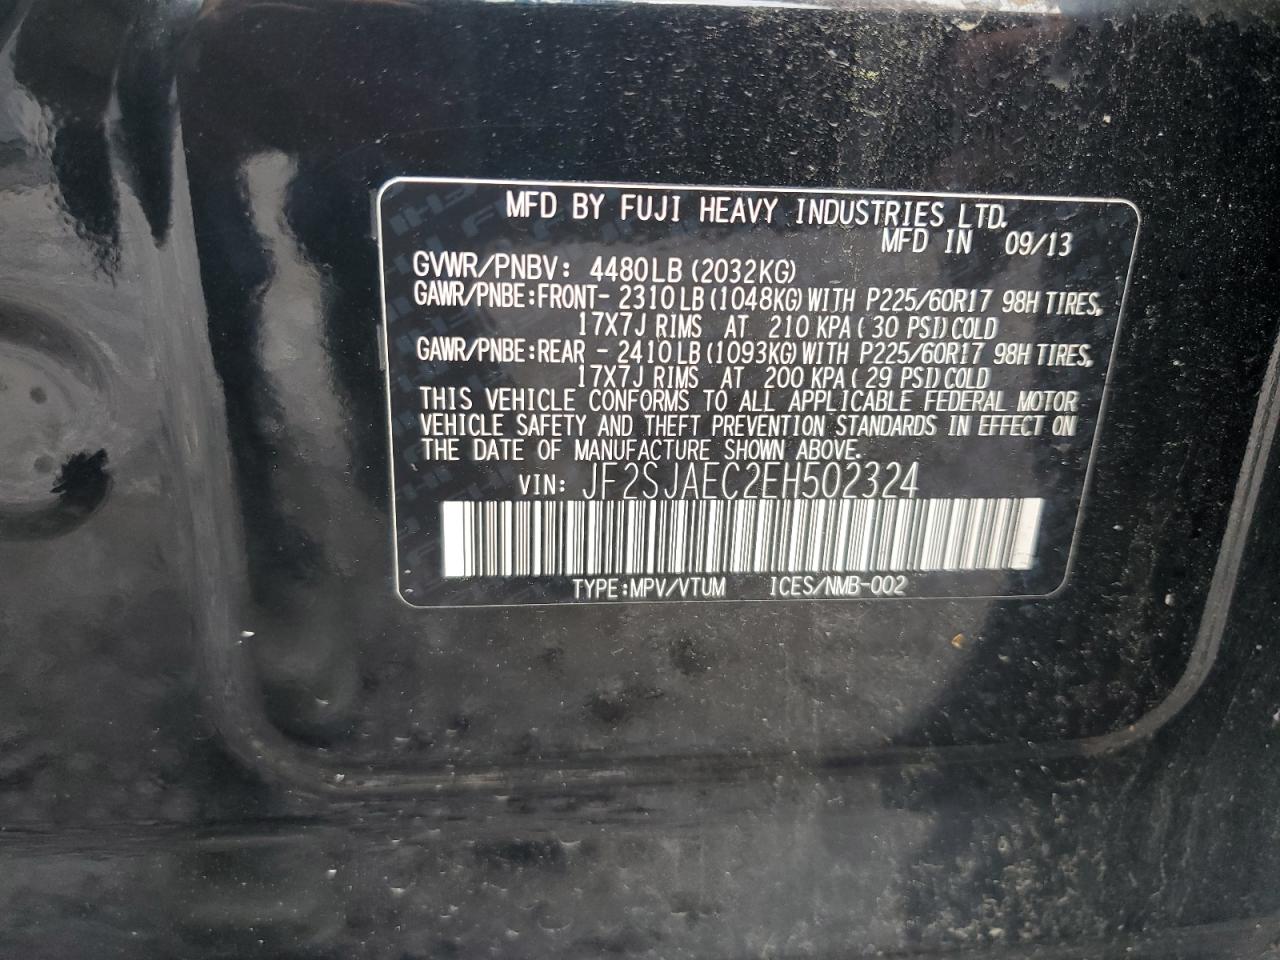 MFD BY FUJI HEAVY INDUSTRIES LTD.
MFD IN 09/13
GVWR/PNBV: 4480LB (2032KG)
GAWR/PNBE:FRONT- 2310LB (1048KG) WITH P225/60R17 98H TIRES,
17X7J RIMS AT 210 KPA ( 30 PSI) COLD
GAWR/PNBE:REAR - 2410LB (1093KG) WITH P225/60R17 98H TIRES,
17X7J RIMS AT 200 KPA ( 29 PSI) COLD
THIS VEHICLE CONFORMS TO ALL APPLICABLE FEDERAL MOTOR
VEHICLE SAFETY AND THEFT PREVENTION STANDARDS IN EFFECT ON
THE DATE OF MANUFACTURE SHOWN ABOVE.
VIN: JF2SJAEC2EH502324
TYPE:MPV/VTUM ICES/NMB-002